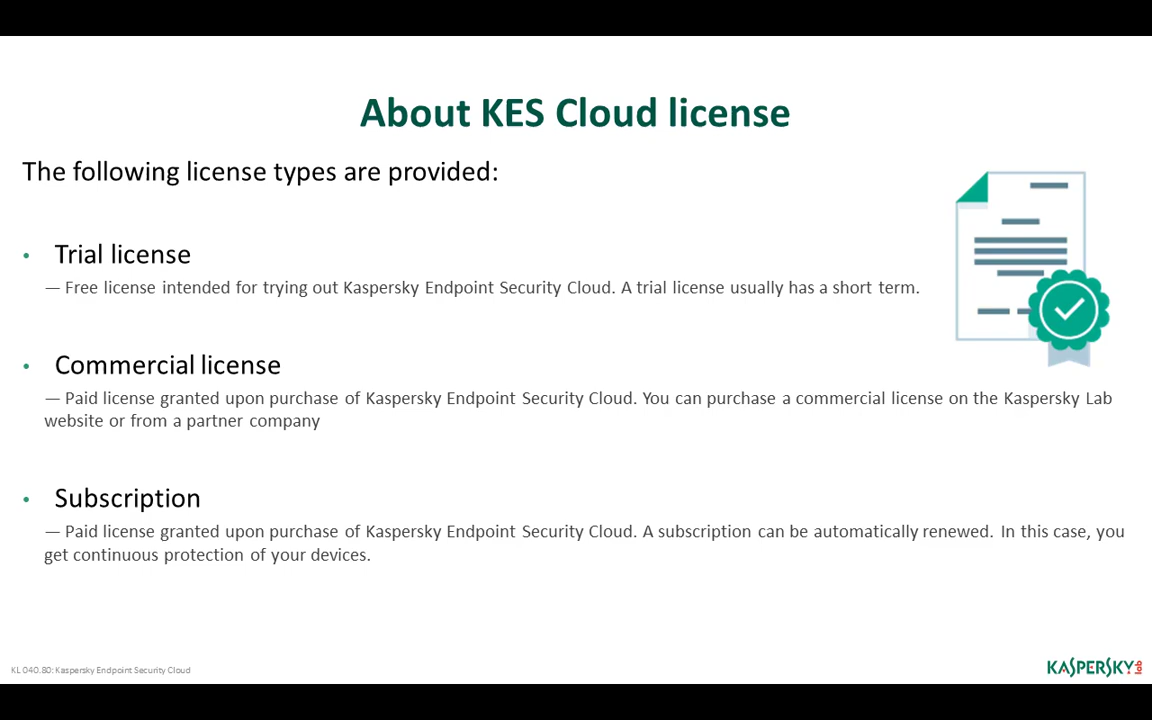 About KES Cloud license
The following license types are provided:
• Trial license
— Free license intended for trying out Kaspersky Endpoint Security Cloud. A trial license usually has a short term.
• Commercial license
— Paid license granted upon purchase of Kaspersky Endpoint Security Cloud. You can purchase a commercial license on the Kaspersky Lab
website or from a partner company
• Subscription
— Paid license granted upon purchase of Kaspersky Endpoint Security Cloud. A subscription can be automatically renewed. In this case, you
get continuous protection of your devices.
KL 040.80: Kaspersky Endpoint Security Cloud
KASPERSKY lab